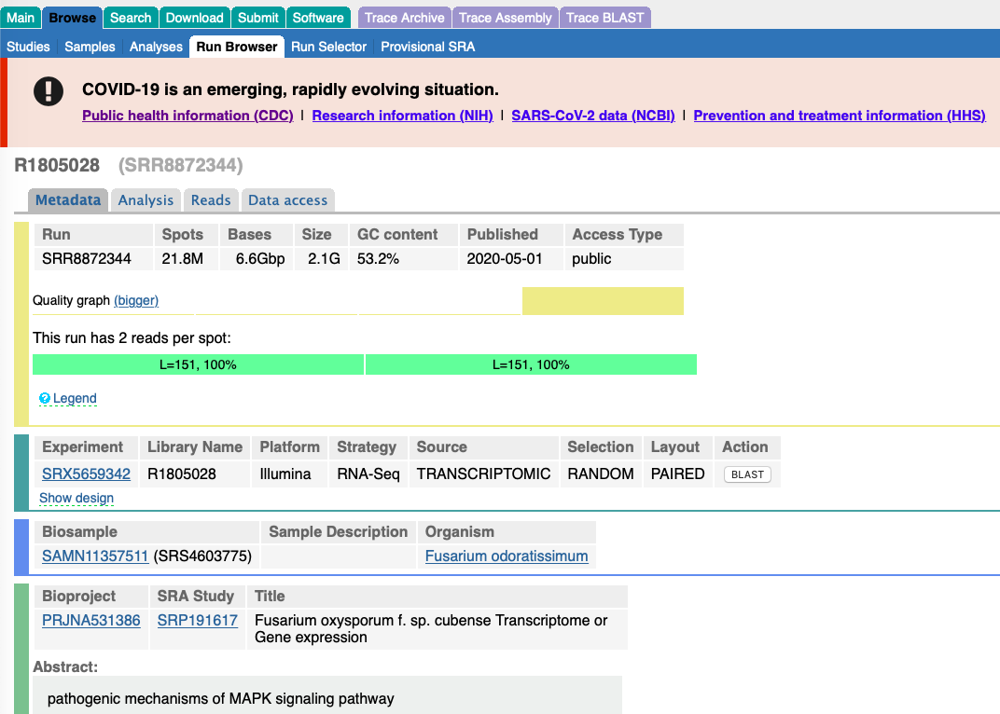 Main Browse Search Download Submit Software Trace Archive Trace Assembly Trace BLAST
Studies Samples Analyses Run Browser Run Selector Provisional SRA
COVID-19 is an emerging, rapidly evolving situation.
Public health information (CDC) | Research information (NIH) | SARS-CoV-2 data (NCBI) | Prevention and treatment information (HHS)
R1805028 (SRR8872344)
Metadata Analysis Reads Data access
Run Spots Bases Size GC content Published Access Type
SRR8872344 21.8M 6.6Gbp 2.1G 53.2% 2020-05-01 public
Quality graph (bigger)
This run has 2 reads per spot:
L=151, 100% L=151, 100%
? Legend
Experiment Library Name Platform Strategy Source Selection Layout Action
SRX5659342 R1805028 Illumina RNA-Seq TRANSCRIPTOMIC RANDOM PAIRED BLAST
Show design
Biosample Sample Description Organism
SAMN11357511 (SRS4603775) Fusarium odoratissimum
Bioproject SRA Study Title
PRJNA531386 SRP191617 Fusarium oxysporum f. sp. cubense Transcriptome or
Gene expression
Abstract:
pathogenic mechanisms of MAPK signaling pathway